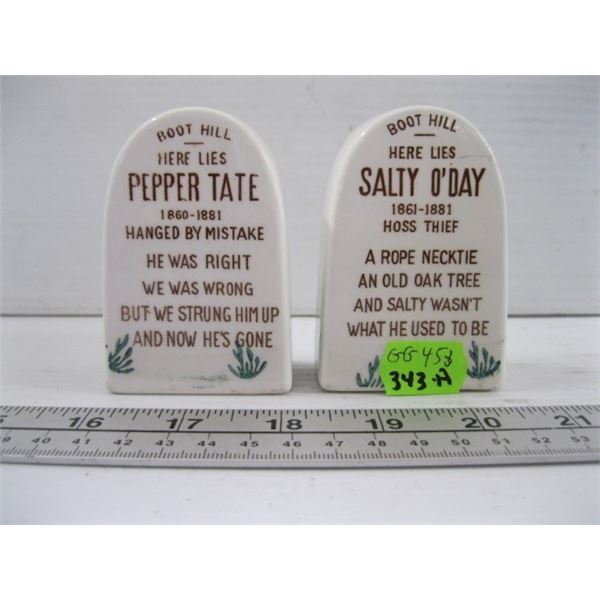 BOOT HILL
HERE LIES
PEPPER TATE
1860-1881
HANGED BY MISTAKE
HE WAS RIGHT
WE WAS WRONG
BUT WE STRUNG HIM UP
AND NOW HE'S GONE
BOOT HILL
HERE LIES
SALTY O'DAY
1861-1881
HOSS THIEF
A ROPE NECKTIE
AN OLD OAK TREE
AND SALTY WASN'T
WHAT HE USED TO BE
GG453
343-A
16 17 18 19 20 21
40 41 42 43 44 45 46 47 48 49 50 51 52 53